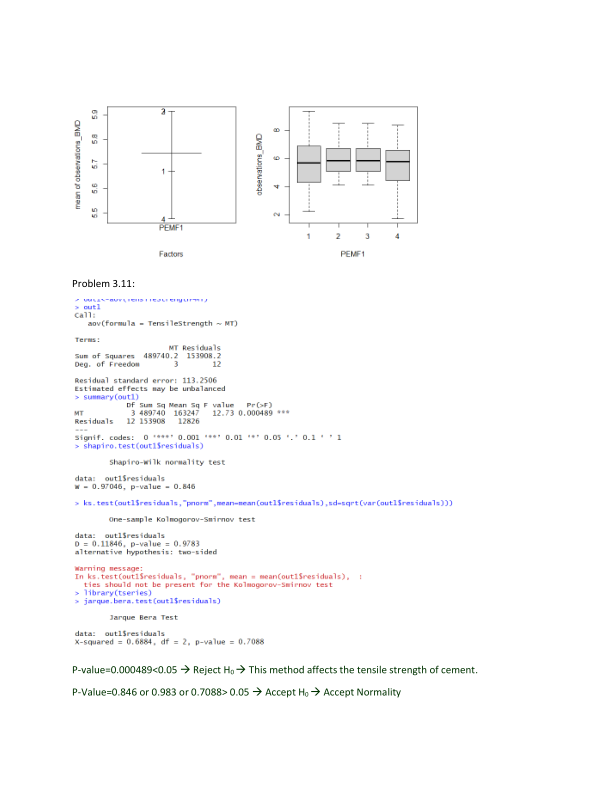 mean of observations_BMD
5.9
5.8
5.7
5.6
5.5
2
3
1
4
PEMF1
Factors
observations_BMD
8
6
4
2
1 2 3 4
PEMF1
Problem 3.11:
> out1<-aov(TensileStrength~MT)
> out1
Call:
aov(formula = TensileStrength ~ MT)
Terms:
MT Residuals
Sum of Squares 489740.2 153908.2
Deg. of Freedom 3 12
Residual standard error: 113.2506
Estimated effects may be unbalanced
> summary(out1)
Df Sum Sq Mean Sq F value Pr(>F)
MT 3 489740 163247 12.73 0.000489 ***
Residuals 12 153908 12826
---
Signif. codes: 0 '***' 0.001 '**' 0.01 '*' 0.05 '.' 0.1 ' ' 1
> shapiro.test(out1$residuals)
Shapiro-Wilk normality test
data: out1$residuals
W = 0.97046, p-value = 0.846
> ks.test(out1$residuals,"pnorm",mean=mean(out1$residuals),sd=sqrt(var(out1$residuals)))
One-sample Kolmogorov-Smirnov test
data: out1$residuals
D = 0.11846, p-value = 0.9783
alternative hypothesis: two-sided
Warning message:
In ks.test(out1$residuals, "pnorm", mean = mean(out1$residuals), :
ties should not be present for the Kolmogorov-Smirnov test
> library(tseries)
> jarque.bera.test(out1$residuals)
Jarque Bera Test
data: out1$residuals
X-squared = 0.6884, df = 2, p-value = 0.7088
P-value=0.000489<0.05 → Reject H₀ → This method affects the tensile strength of cement.
P-Value=0.846 or 0.983 or 0.7088> 0.05 → Accept H₀ → Accept Normality